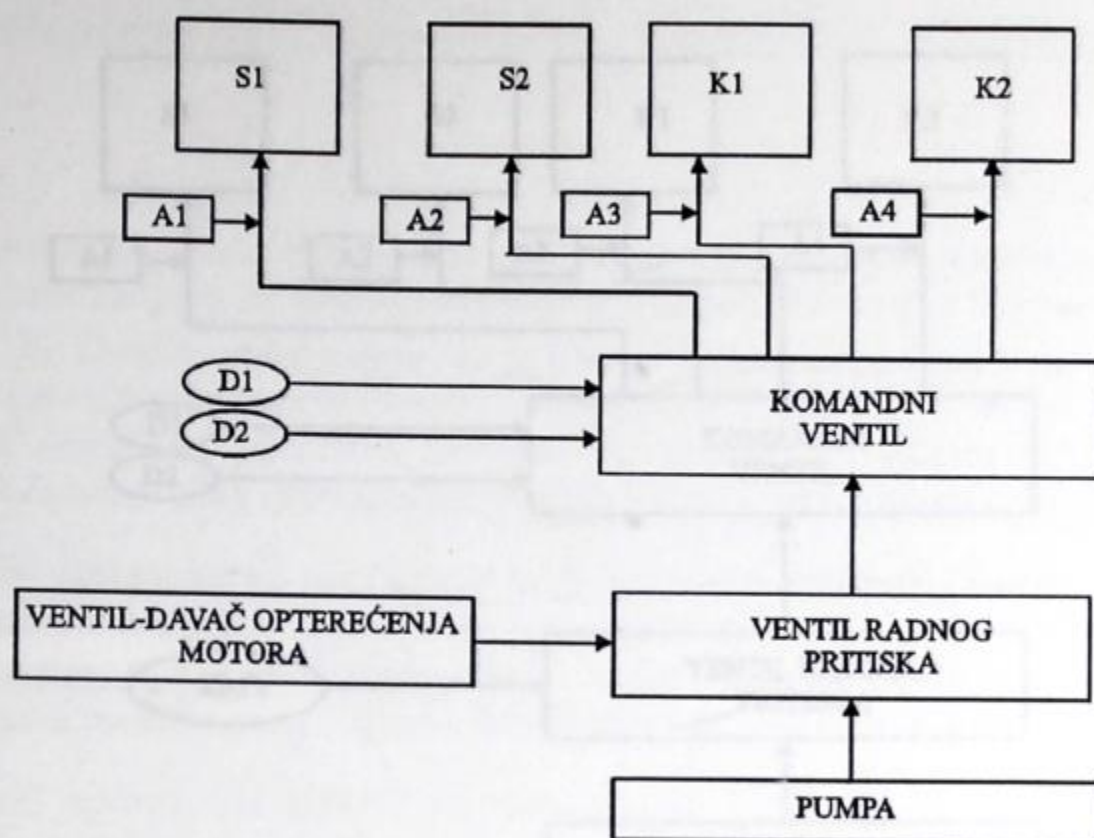 S1
S2
K1
K2
A1
A2
A3
A4
D1
D2
KOMANDNI
VENTIL
VENTIL-DAVAČ OPTEREĆENJA
MOTORA
VENTIL RADNOG
PRITISKA
PUMPA